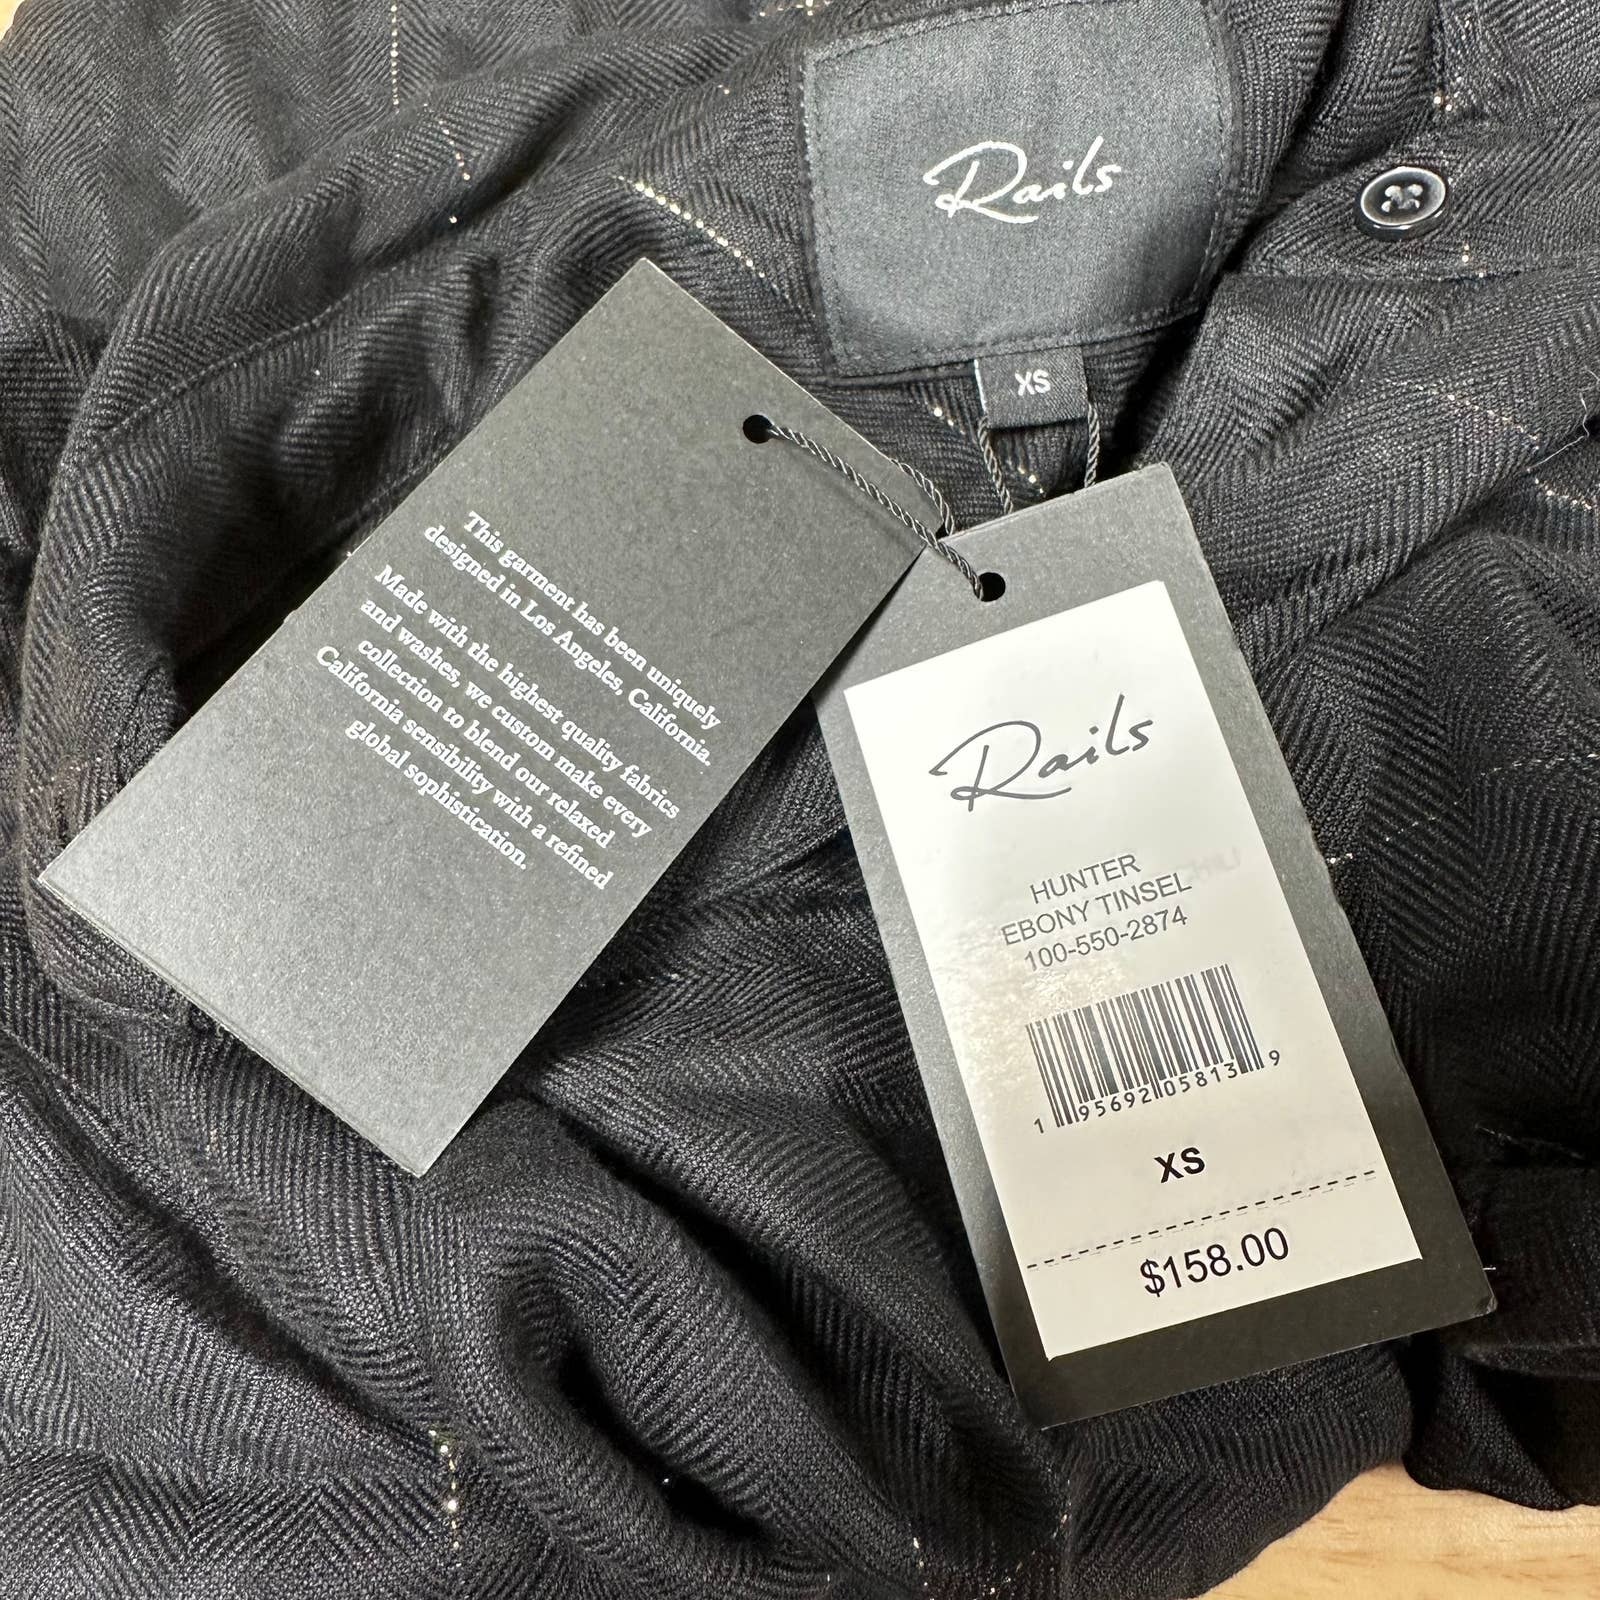 Rails
XS
This garment has been uniquely
designed in Los Angeles, California.
Made with the highest quality fabrics
and washes, we custom make every
collection to blend our relaxed
California sensibility with a refined
global sophistication.
Rails
HUNTER
EBONY TINSEL
100-550-2874
1 95692 05813 9
XS
$158.00